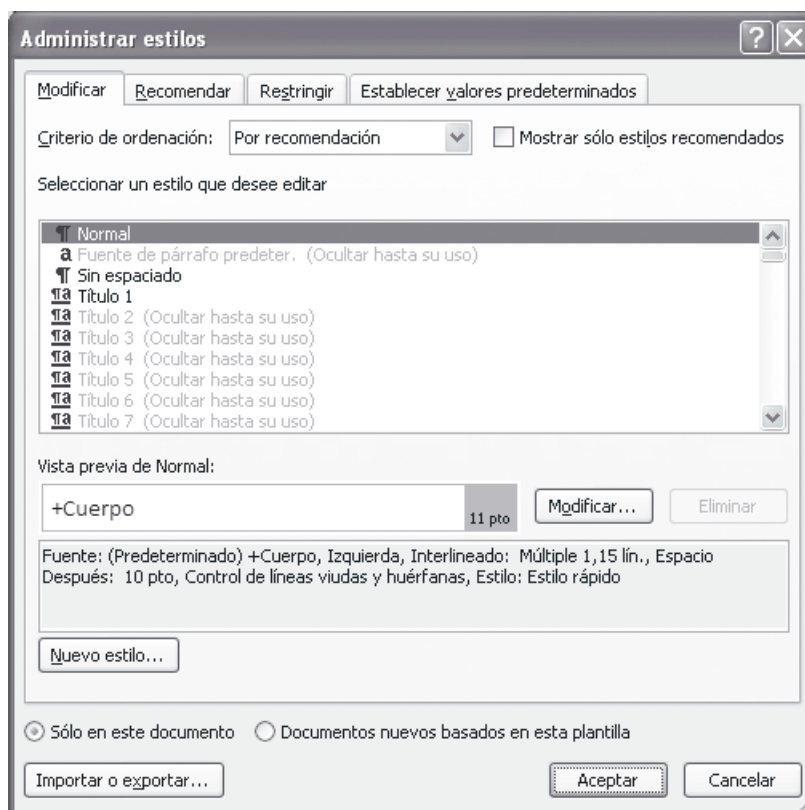 Administrar estilos
Modificar Recomendar Restringir Establecer valores predeterminados
Criterio de ordenación: Por recomendación Mostrar sólo estilos recomendados
Seleccionar un estilo que desee editar
¶ Normal
a Fuente de párrafo predeter. (Ocultar hasta su uso)
¶ Sin espaciado
¶a Título 1
¶a Título 2 (Ocultar hasta su uso)
¶a Título 3 (Ocultar hasta su uso)
¶a Título 4 (Ocultar hasta su uso)
¶a Título 5 (Ocultar hasta su uso)
¶a Título 6 (Ocultar hasta su uso)
¶a Título 7 (Ocultar hasta su uso)
Vista previa de Normal:
+Cuerpo 11 pto Modificar... Eliminar
Fuente: (Predeterminado) +Cuerpo, Izquierda, Interlineado: Múltiple 1,15 lín., Espacio
Después: 10 pto, Control de líneas viudas y huérfanas, Estilo: Estilo rápido
Nuevo estilo...
Sólo en este documento Documentos nuevos basados en esta plantilla
Importar o exportar... Aceptar Cancelar